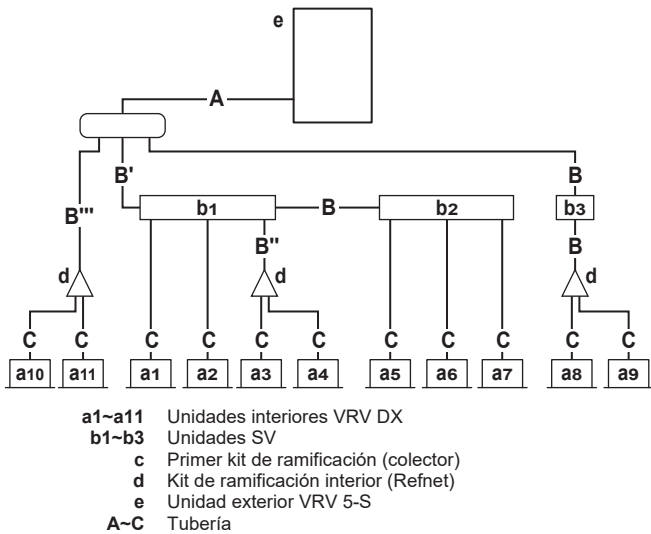 e
A
B' B
B''' b1 B b2 b3
B'' B
d d d
C C C C C C C C C C C
a10 a11 a1 a2 a3 a4 a5 a6 a7 a8 a9
a1~a11 Unidades interiores VRV DX
b1~b3 Unidades SV
c Primer kit de ramificación (colector)
d Kit de ramificación interior (Refnet)
e Unidad exterior VRV 5-S
A~C Tubería